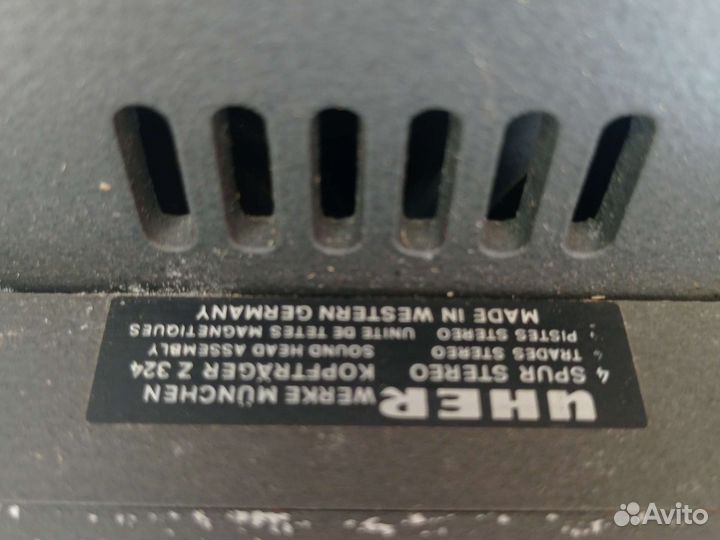 UHER WERKE MÜNCHEN
4 SPUR STEREO KOPFTRÄGER Z 324
TRADES STEREO SOUND HEAD ASSEMBLY
PISTES STEREO UNITE DE TETES MAGNETIQUES
MADE IN WESTERN GERMANY
Avito